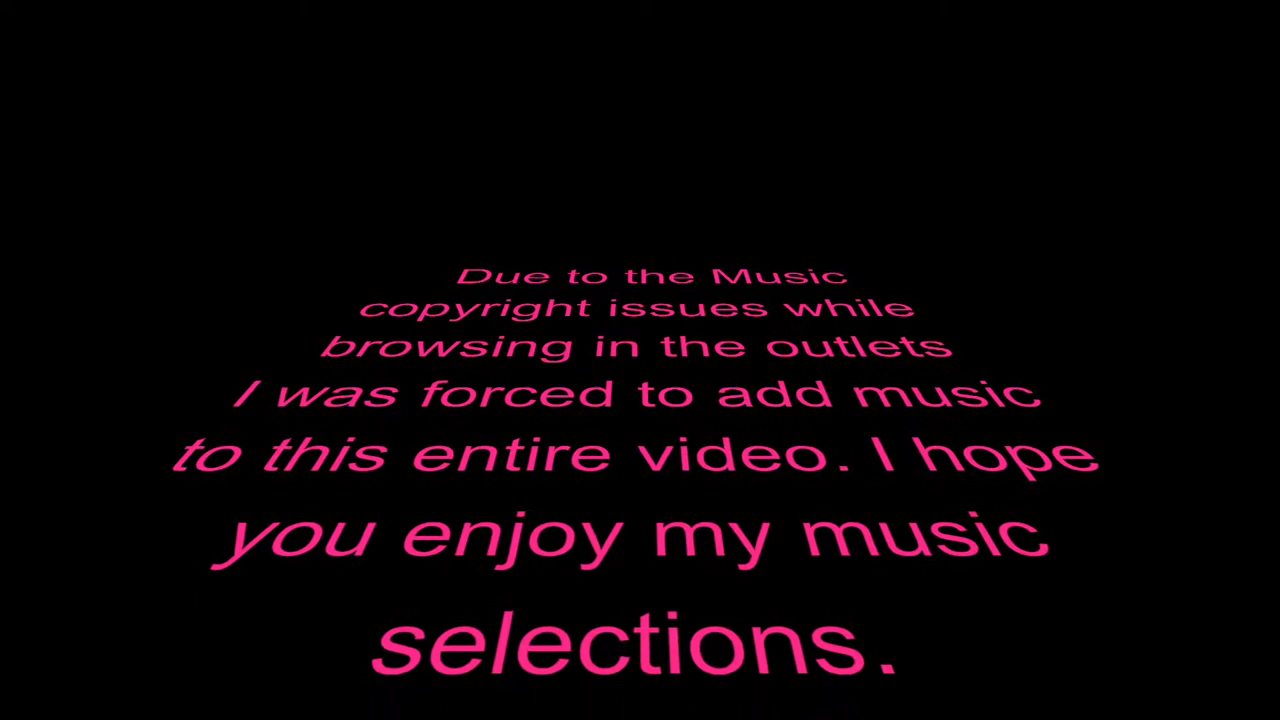 Due to the Music
copyright issues while
browsing in the outlets
I was forced to add music
to this entire video. I hope
you enjoy my music
selections.